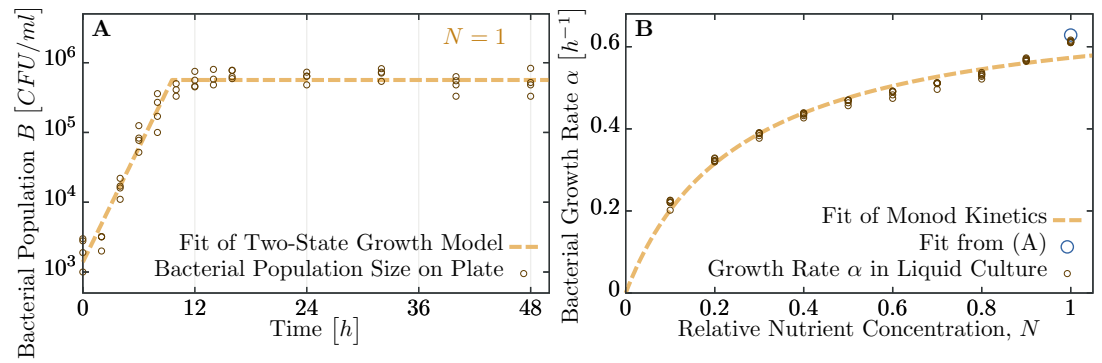 A
N = 1
Bacterial Population B [CFU/ml]
10^6
10^5
10^4
10^3
Fit of Two-State Growth Model
Bacterial Population Size on Plate
0 12 24 36 48
Time [h]
B
Bacterial Growth Rate α [h^{-1}]
0.6
0.4
0.2
0
Fit of Monod Kinetics
Fit from (A)
Growth Rate α in Liquid Culture
0 0.2 0.4 0.6 0.8 1
Relative Nutrient Concentration, N